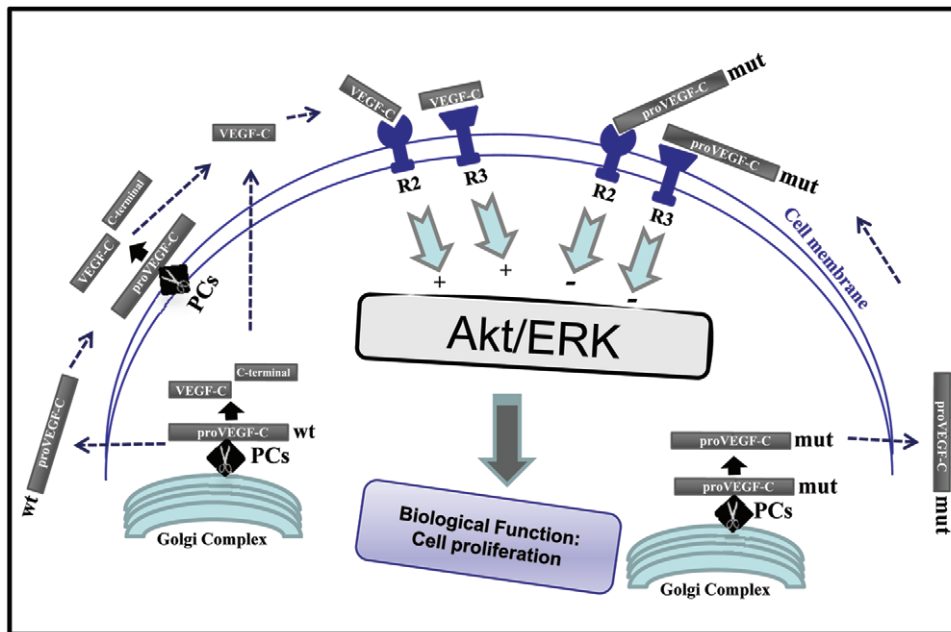 VEGF-C
VEGF-C
VEGF-C
R2
R3
proVEGF-C mut
proVEGF-C
mut
R2
R3
C-terminal
VEGF-C
proVEGF-C
PCs
Cell membrane
+
+
-
-
Akt/ERK
proVEGF-C
wt
C-terminal
VEGF-C
proVEGF-C wt
PCs
Golgi Complex
Biological Function:
Cell proliferation
proVEGF-C mut
proVEGF-C mut
PCs
Golgi Complex
proVEGF-C
mut